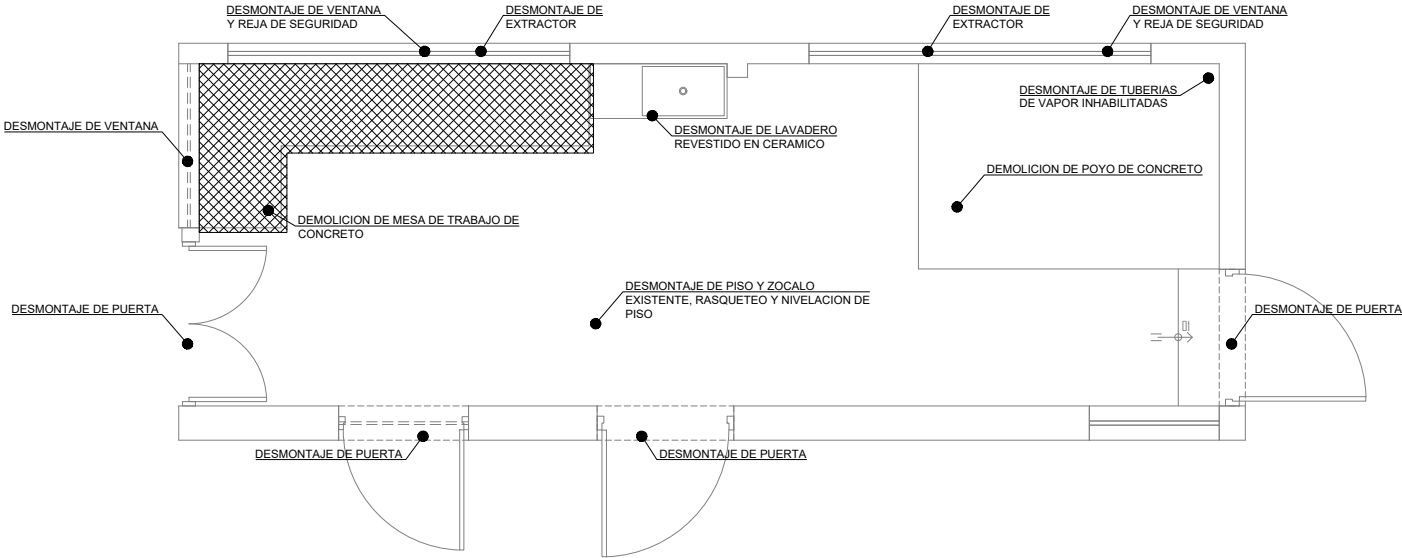 DESMONTAJE DE VENTANA
Y REJA DE SEGURIDAD
DESMONTAJE DE
EXTRACTOR
DESMONTAJE DE
EXTRACTOR
DESMONTAJE DE VENTANA
Y REJA DE SEGURIDAD
DESMONTAJE DE TUBERIAS
DE VAPOR INHABILITADAS
DESMONTAJE DE VENTANA
DESMONTAJE DE LAVADERO
REVESTIDO EN CERAMICO
DEMOLICION DE POYO DE CONCRETO
DEMOLICION DE MESA DE TRABAJO DE
CONCRETO
DESMONTAJE DE PISO Y ZOCALO
EXISTENTE, RASQUETEO Y NIVELACION DE
PISO
DESMONTAJE DE PUERTA
DESMONTAJE DE PUERTA
DESMONTAJE DE PUERTA
DESMONTAJE DE PUERTA